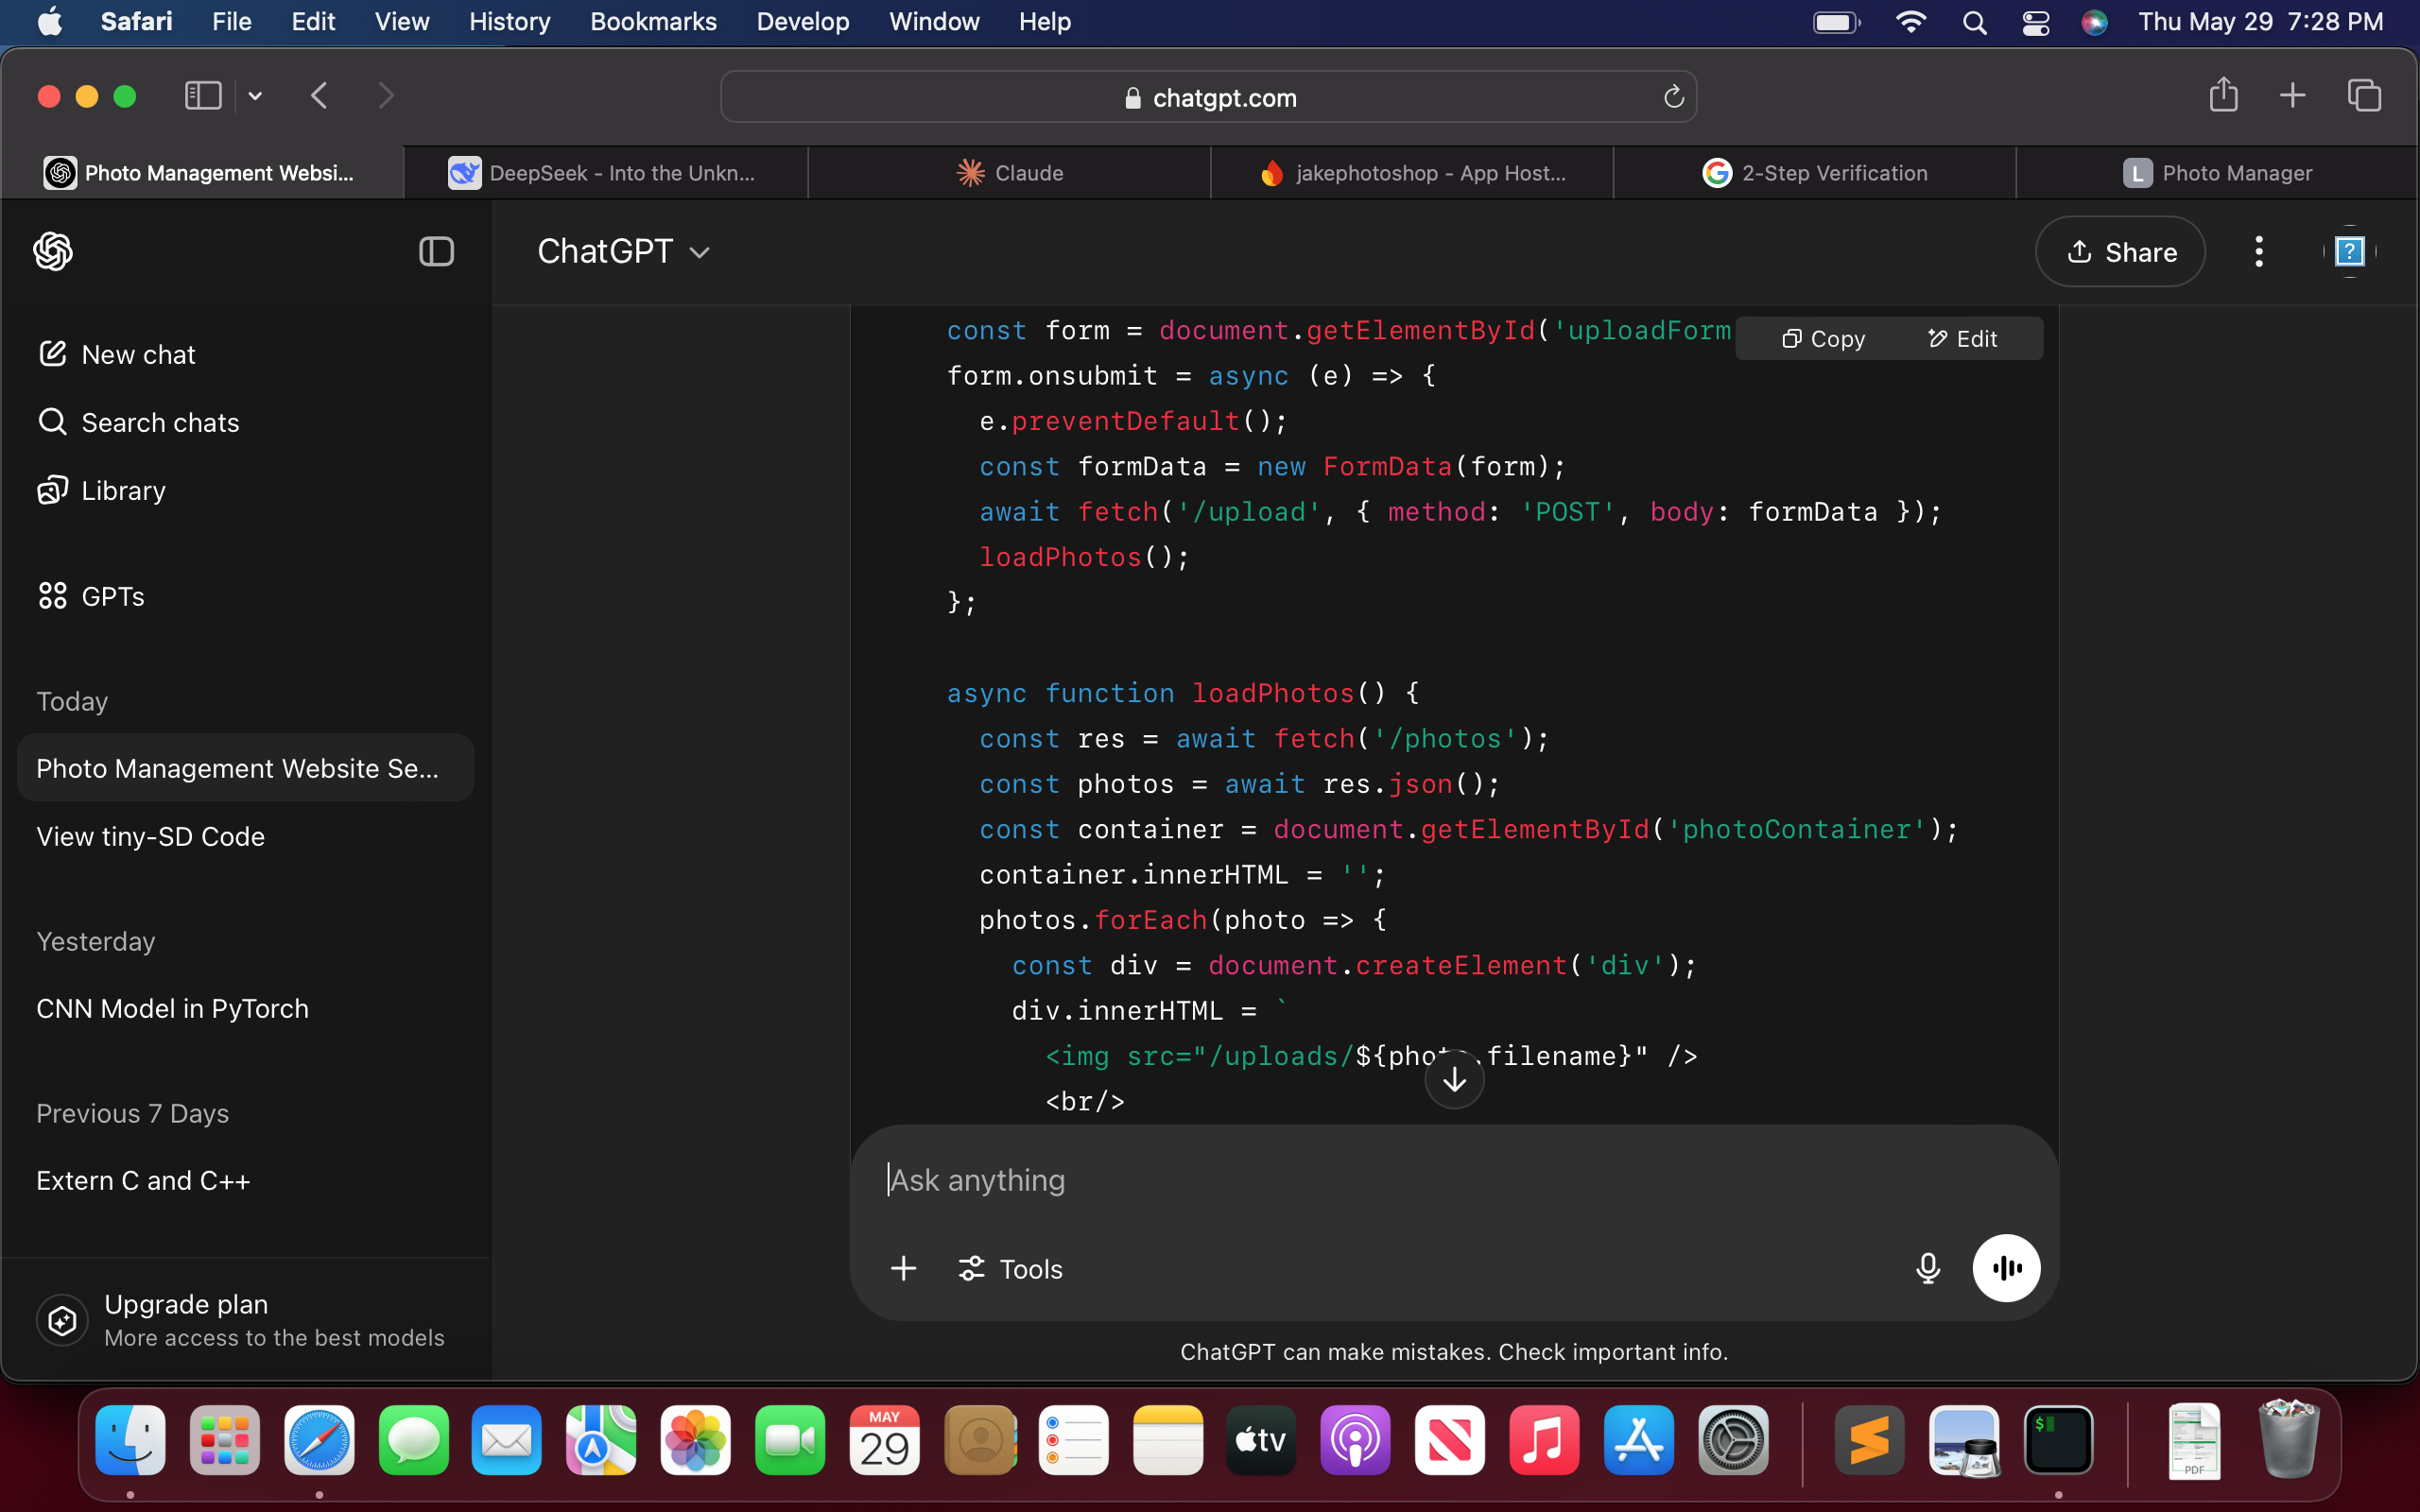 Safari File Edit View History Bookmarks Develop Window Help Thu May 29 7:28 PM
chatgpt.com
Photo Management Websi... DeepSeek - Into the Unkn... Claude jakephotoshop - App Host... 2-Step Verification L Photo Manager
ChatGPT Share ?
New chat
Search chats
Library
GPTs
Today
Photo Management Website Se...
View tiny-SD Code
Yesterday
CNN Model in PyTorch
Previous 7 Days
Extern C and C++
Upgrade plan
More access to the best models
const form = document.getElementById('uploadForm
Copy Edit
form.onsubmit = async (e) => {
e.preventDefault();
const formData = new FormData(form);
await fetch('/upload', { method: 'POST', body: formData });
loadPhotos();
};
async function loadPhotos() {
const res = await fetch('/photos');
const photos = await res.json();
const container = document.getElementById('photoContainer');
container.innerHTML = '';
photos.forEach(photo => {
const div = document.createElement('div');
div.innerHTML = `
<img src="/uploads/${photo.filename}" />
<br/>
Ask anything
Tools
ChatGPT can make mistakes. Check important info.
MAY
29
tv
$
PDF